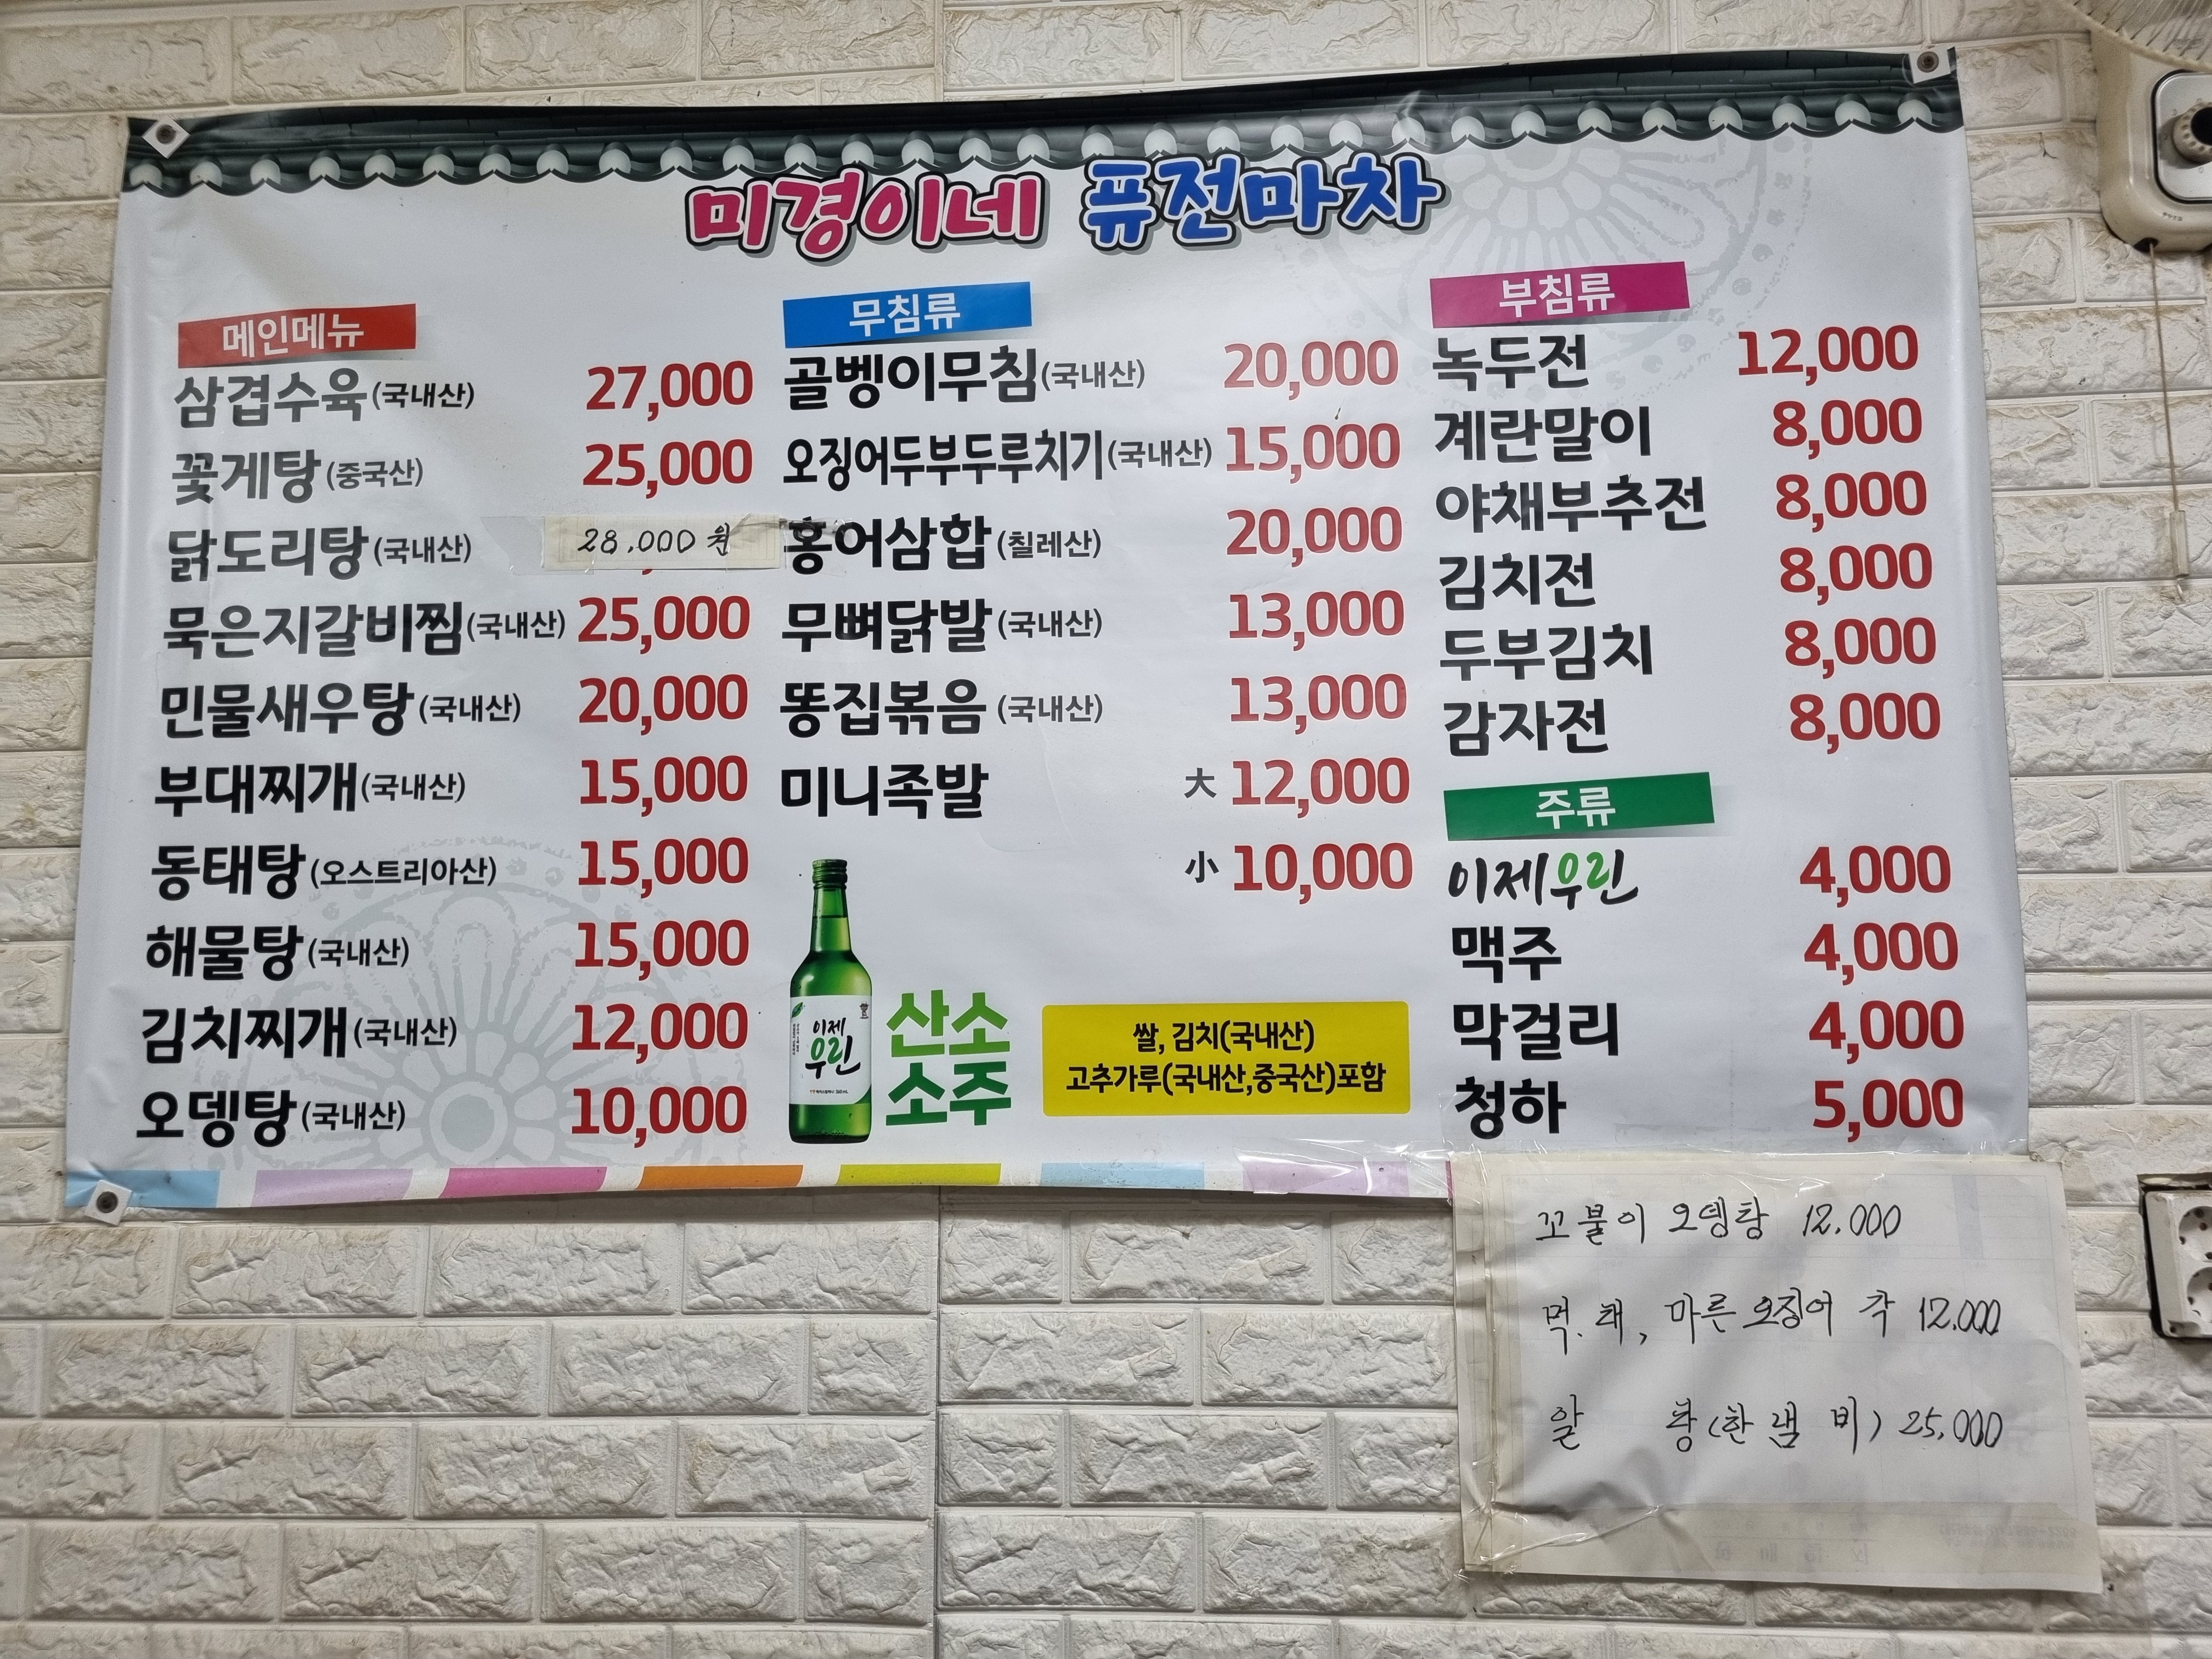 미경이네 퓨전마차
메인메뉴
삼겹수육(국내산) 27,000
꽃게탕(중국산) 25,000
닭도리탕(국내산) 28,000원
묵은지갈비찜(국내산) 25,000
민물새우탕(국내산) 20,000
부대찌개(국내산) 15,000
동태탕(오스트리아산) 15,000
해물탕(국내산) 15,000
김치찌개(국내산) 12,000
오뎅탕(국내산) 10,000
무침류
골벵이무침(국내산) 20,000
오징어두부두루치기(국내산) 15,000
홍어삼합(칠레산) 20,000
무뼈닭발(국내산) 13,000
똥집볶음(국내산) 13,000
미니족발 大 12,000
小 10,000
이제
우린
산소
소주
쌀, 김치(국내산)
고추가루(국내산,중국산)포함
부침류
녹두전 12,000
계란말이 8,000
야채부추전 8,000
김치전 8,000
두부김치 8,000
감자전 8,000
주류
이제우린 4,000
맥주 4,000
막걸리 4,000
청하 5,000
꼬불이 오뎅탕 12.000
먹.태, 마른오징어 각 12.000
알 탕(한냄비) 25.000